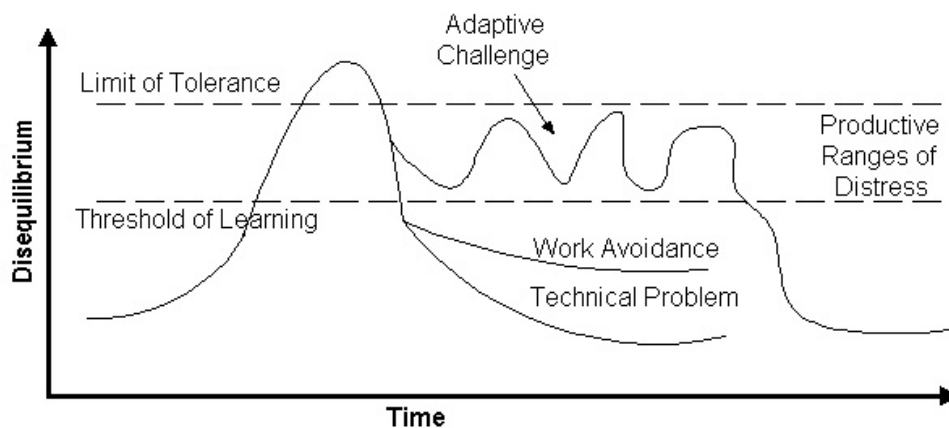 Adaptive
Challenge
Limit of Tolerance
Productive
Ranges of
Distress
Threshold of Learning
Work Avoidance
Technical Problem
Disequilibrium
Time